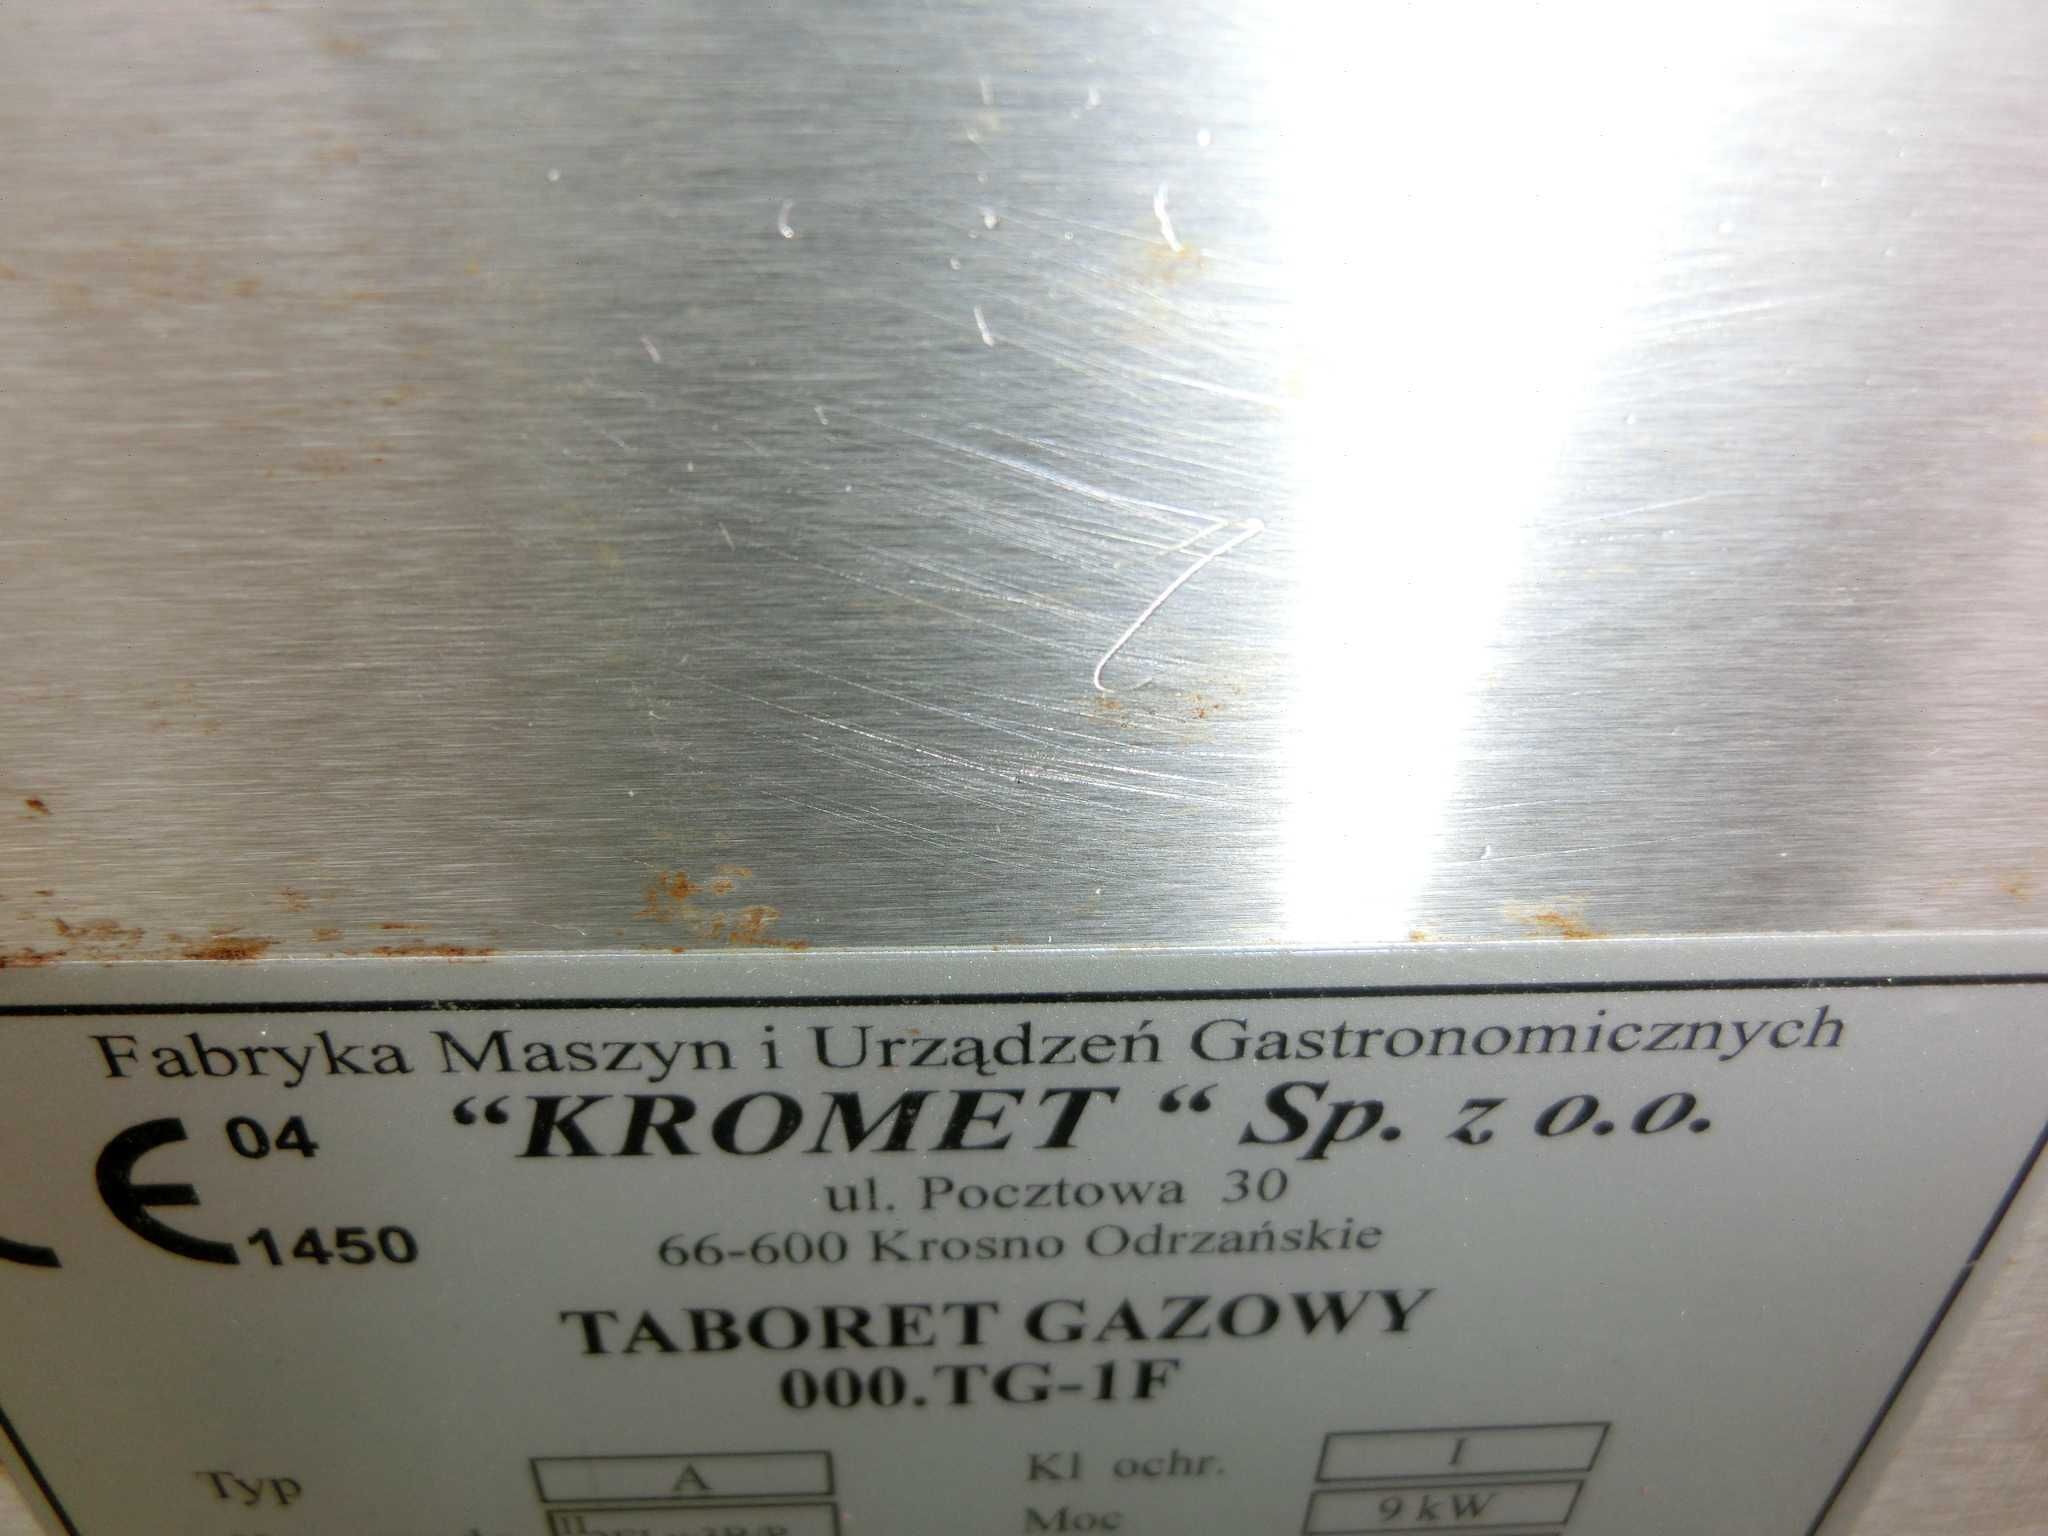 Fabryka Maszyn i Urządzeń Gastronomicznych
“KROMET “ Sp. z o.o.
CE 04
1450
ul. Pocztowa 30
66-600 Krosno Odrzańskie
TABORET GAZOWY
000.TG-1F
Typ A Kl ochr. I
Moc 9 kW